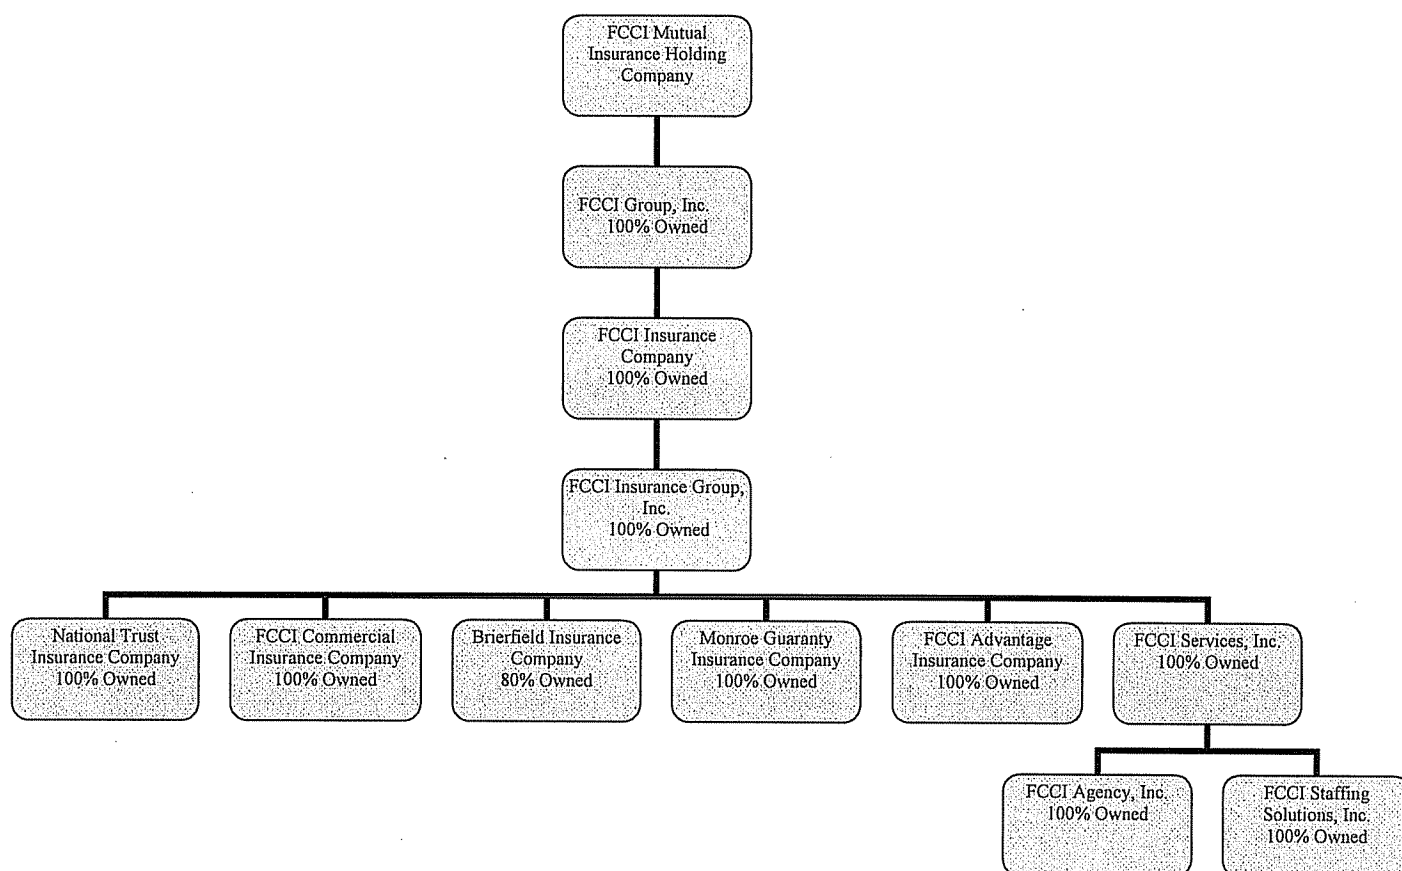 FCCI Mutual
Insurance Holding
Company
FCCI Group, Inc.
100% Owned
FCCI Insurance
Company
100% Owned
FCCI Insurance Group,
Inc.
100% Owned
National Trust
Insurance Company
100% Owned
FCCI Commercial
Insurance Company
100% Owned
Brierfield Insurance
Company
80% Owned
Monroe Guaranty
Insurance Company
100% Owned
FCCI Advantage
Insurance Company
100% Owned
FCCI Services, Inc.
100% Owned
FCCI Agency, Inc.
100% Owned
FCCI Staffing
Solutions, Inc.
100% Owned